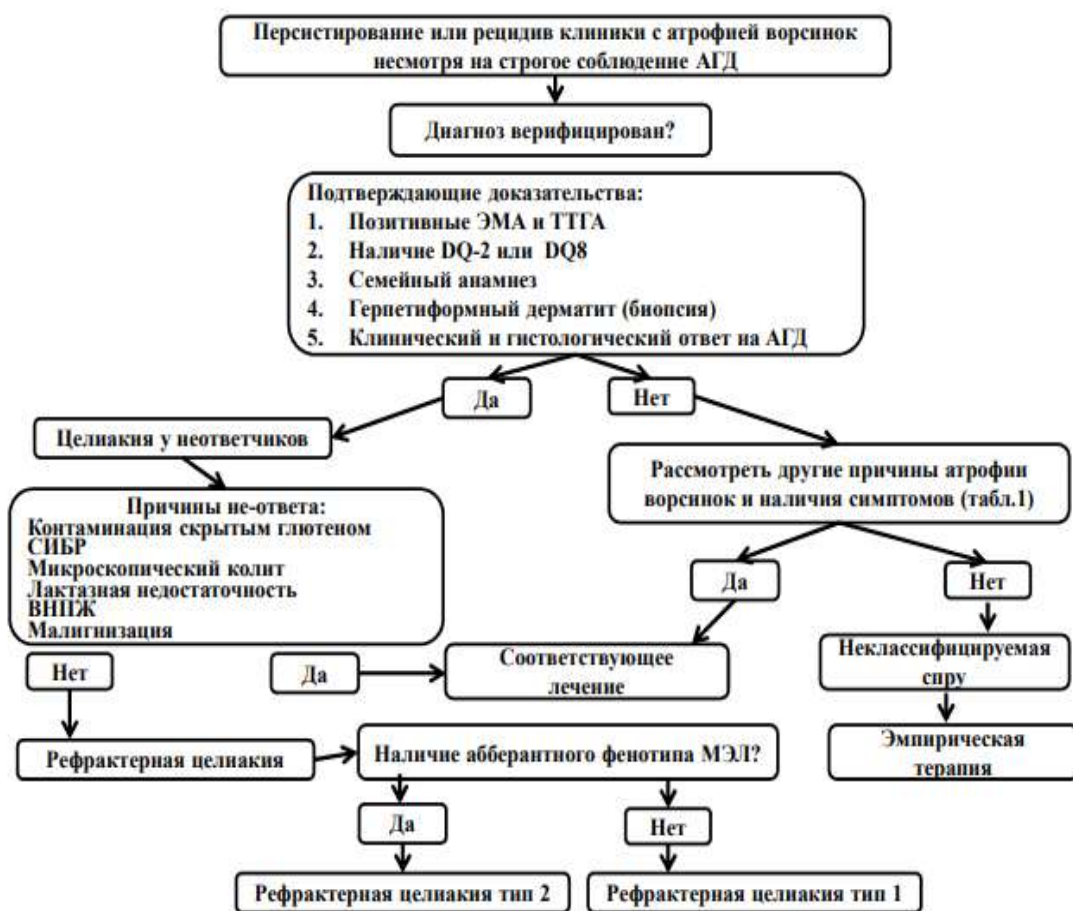 Персистирование или рецидив клиники с атрофией ворсинок
несмотря на строгое соблюдение АГД
Диагноз верифицирован?
Подтверждающие доказательства:
1. Позитивные ЭМА и ТТГА
2. Наличие DQ-2 или DQ8
3. Семейный анамнез
4. Герпетиформный дерматит (биопсия)
5. Клинический и гистологический ответ на АГД
Да
Нет
Целиакия у неответчиков
Рассмотреть другие причины атрофии
ворсинок и наличия симптомов (табл.1)
Причины не-ответа:
Контаминация скрытым глютеном
СИБР
Микроскопический колит
Лактазная недостаточность
ВНПЖ
Малигнизация
Да
Нет
Нет
Да
Соответствующее
лечение
Неклассифицируемая
спру
Рефрактерная целиакия
Наличие абберантного фенотипа МЭЛ?
Эмпирическая
терапия
Да
Нет
Рефрактерная целиакия тип 2
Рефрактерная целиакия тип 1